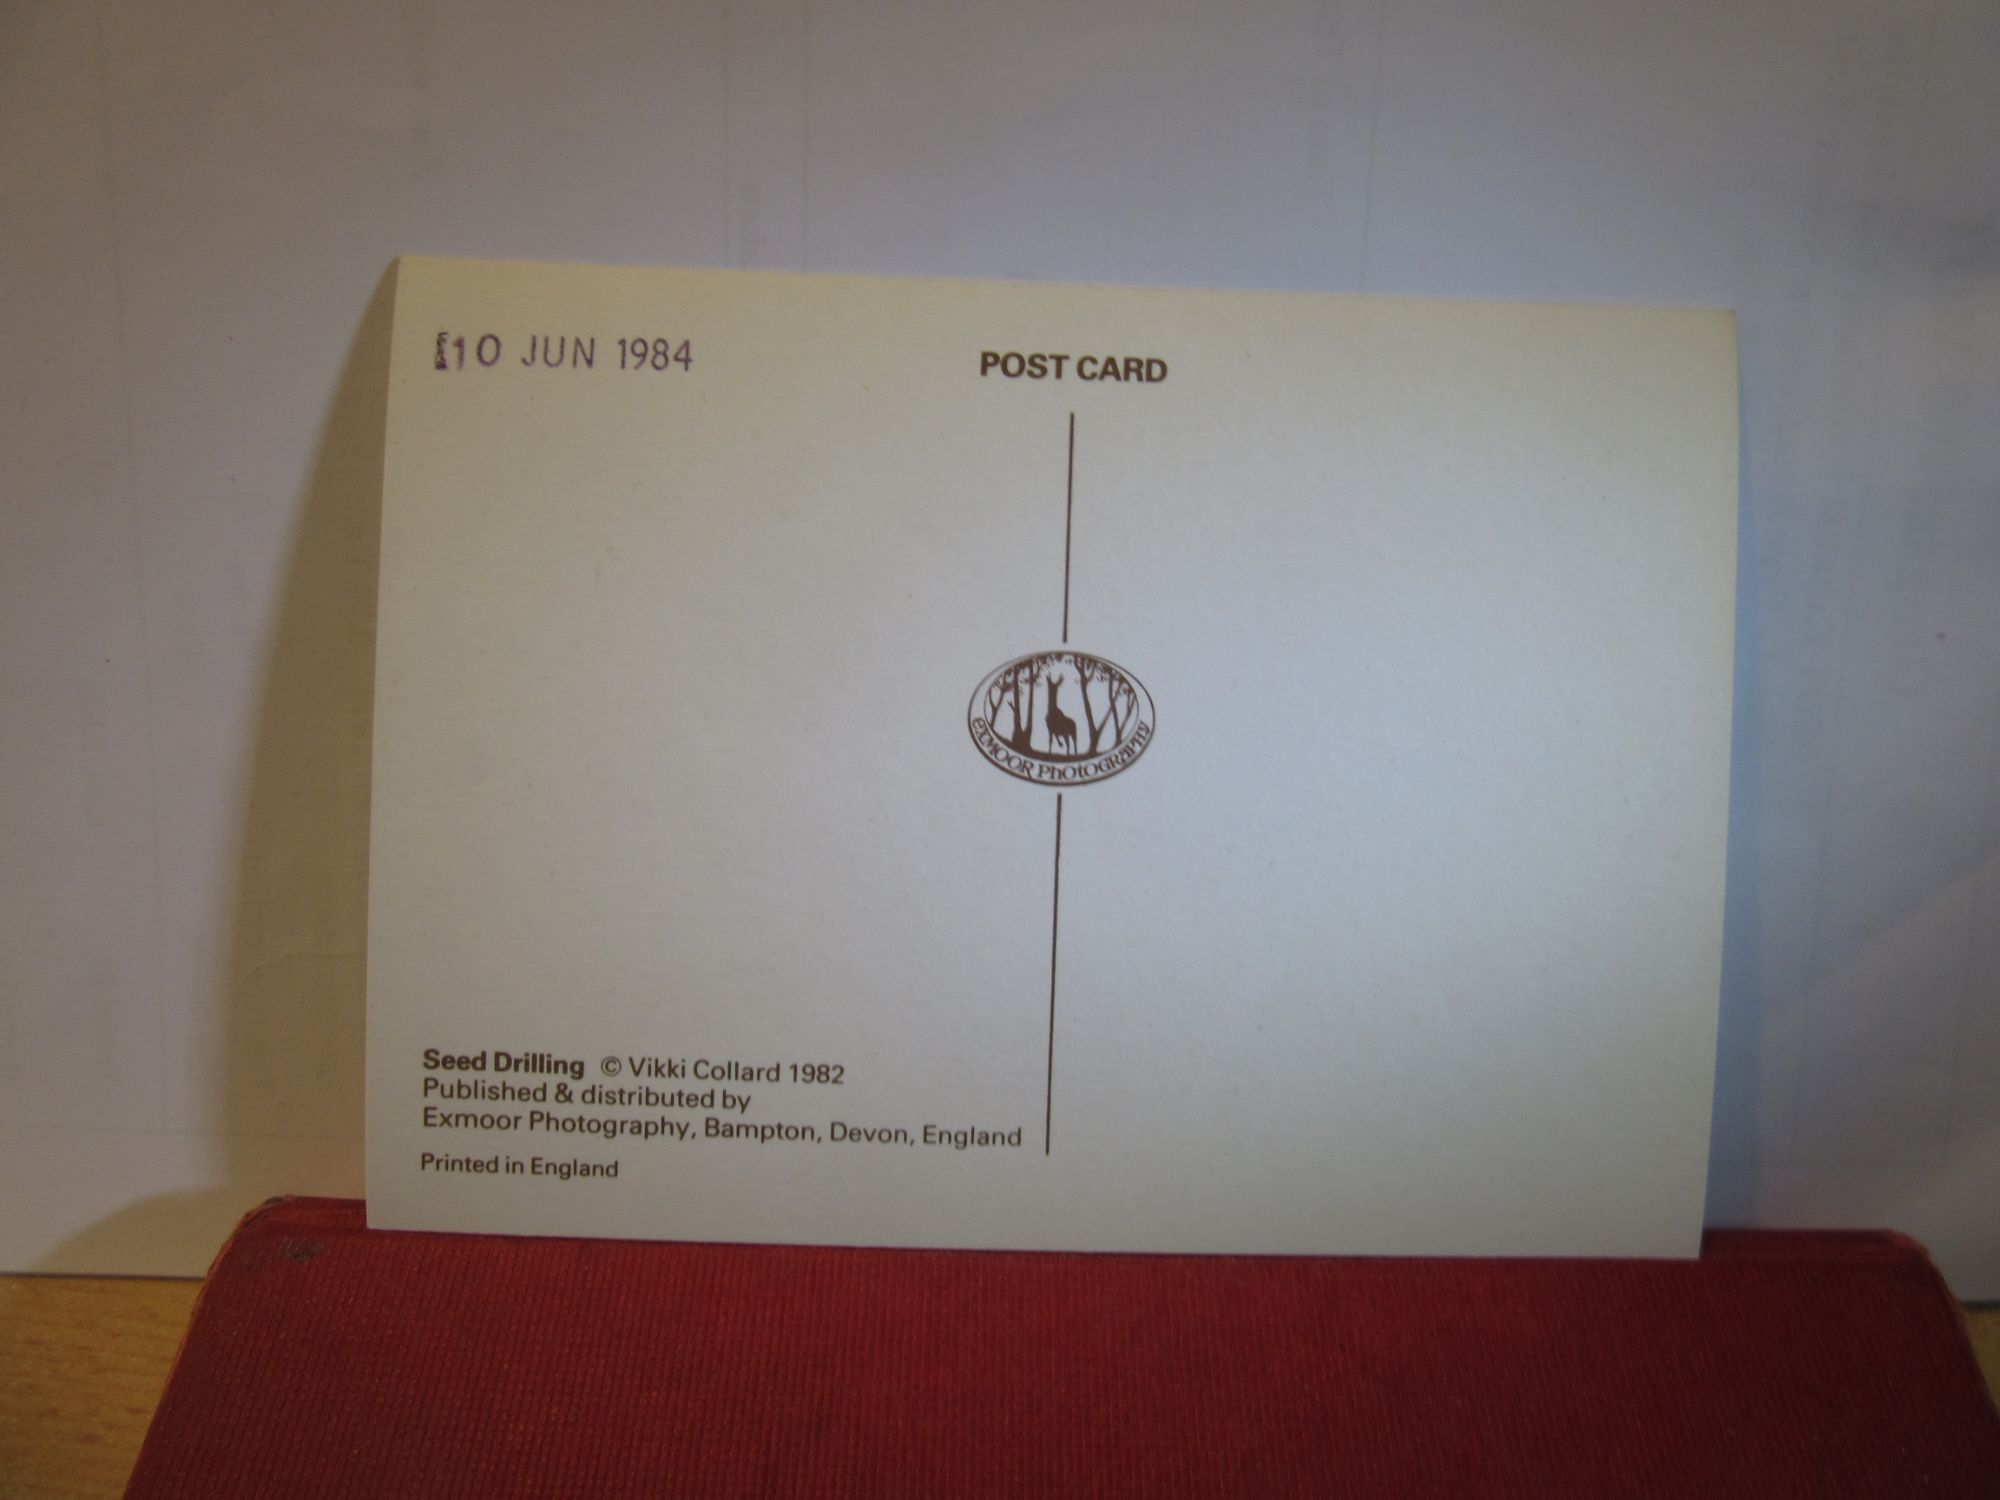 10 JUN 1984
POST CARD
EXMOOR PHOTOGRAPHY
Seed Drilling © Vikki Collard 1982
Published & distributed by
Exmoor Photography, Bampton, Devon, England
Printed in England